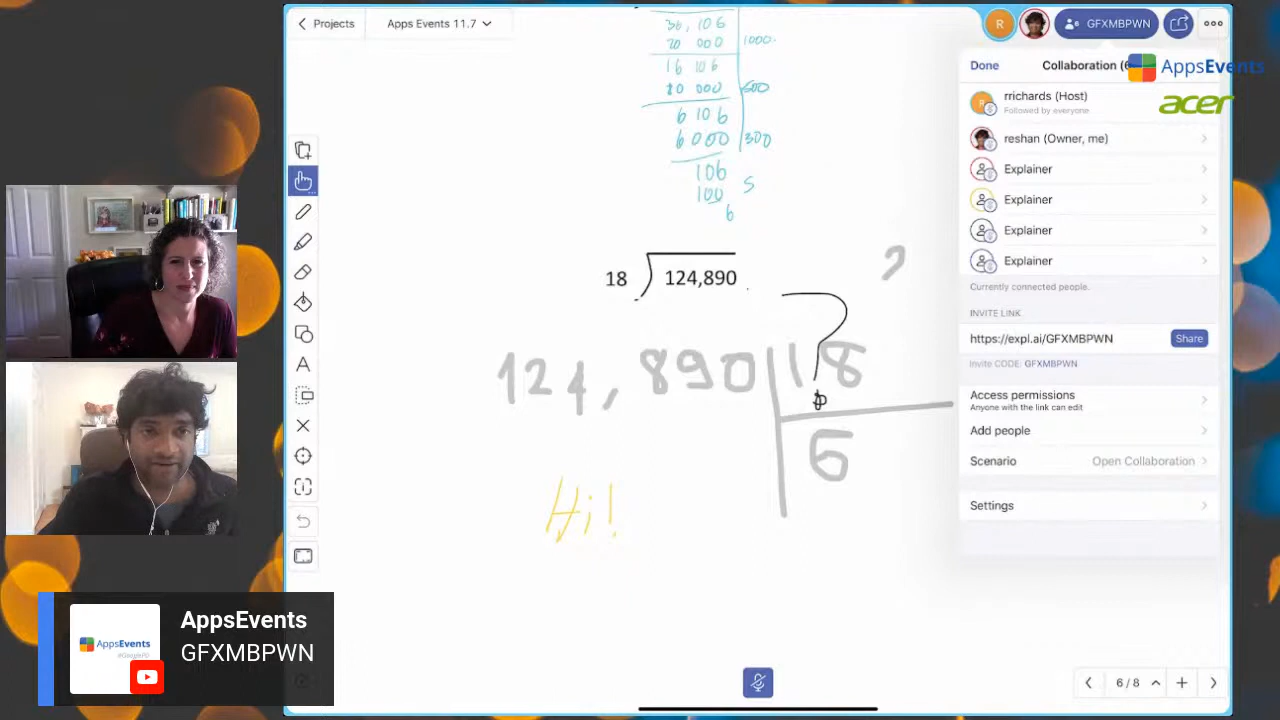 Projects
Apps Events 11.7
R
GFXMBPWN
Done
Collaboration (6
AppsEvents
acer
rrichards (Host)
Followed by everyone
reshan (Owner, me)
Explainer
Explainer
Explainer
Explainer
Currently connected people.
INVITE LINK
https://expl.ai/GFXMBPWN
Share
Invite CODE: GFXMBPWN
Access permissions
Anyone with the link can edit
Add people
Scenario
Open Collaboration
Settings
36,106
20 000 1000
16 106
10 000 500
6 106
6000 300
106
100 5
6
18 124,890
?
124,890 18
6
Hi!
A
AppsEvents
AppsEvents
GFXMBPWN
6/8